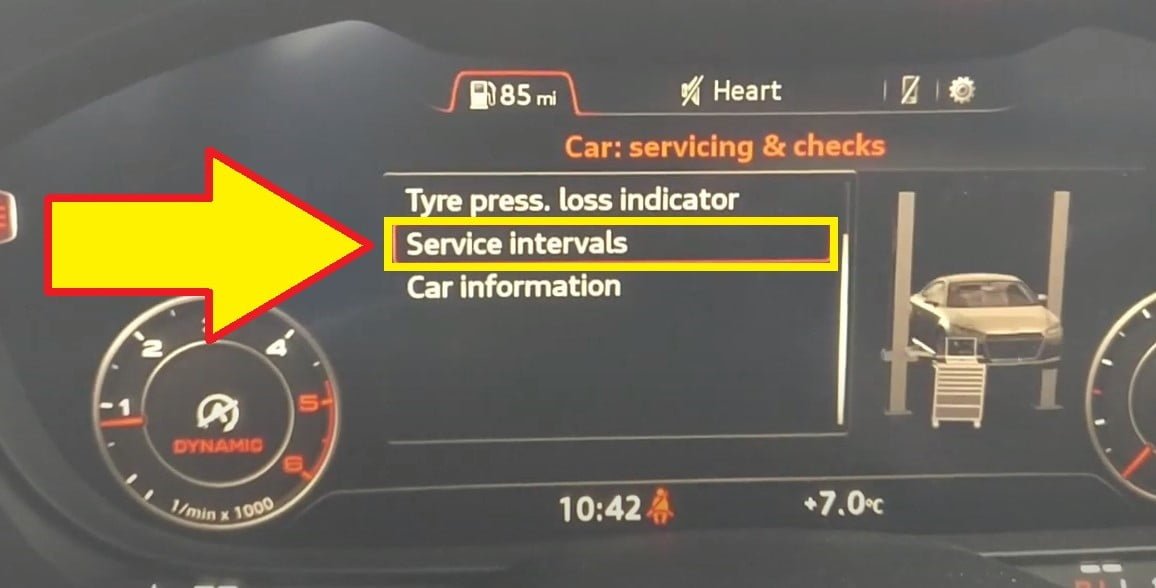 85 mi
Heart
Car: servicing & checks
Tyre press. loss indicator
Service intervals
Car information
2
4
1
5
DYNAMIC
6
1/min x 1000
10:42
+7.0°C